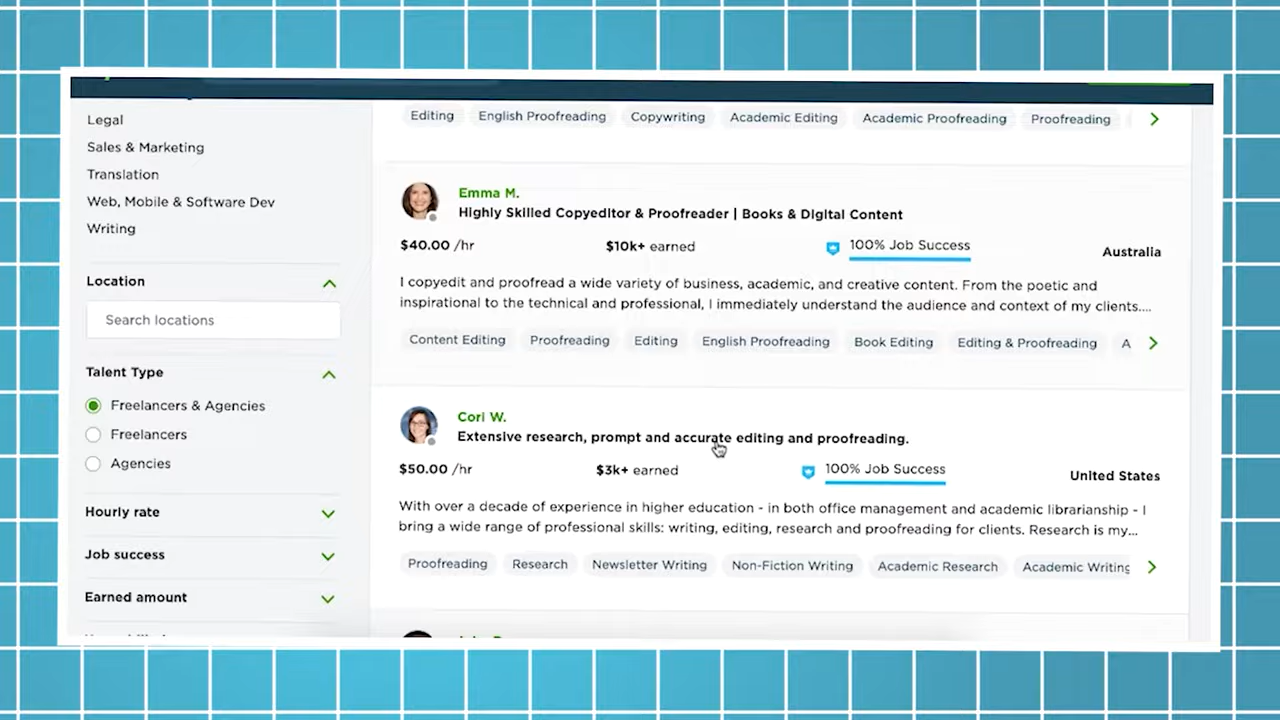 Legal
Sales & Marketing
Translation
Web, Mobile & Software Dev
Writing
Location
Search locations
Talent Type
Freelancers & Agencies
Freelancers
Agencies
Hourly rate
Job success
Earned amount
Editing English Proofreading Copywriting Academic Editing Academic Proofreading Proofreading
Emma M.
Highly Skilled Copyeditor & Proofreader | Books & Digital Content
$40.00 /hr $10k+ earned 100% Job Success Australia
I copyedit and proofread a wide variety of business, academic, and creative content. From the poetic and
inspirational to the technical and professional, I immediately understand the audience and context of my clients....
Content Editing Proofreading Editing English Proofreading Book Editing Editing & Proofreading A
Cori W.
Extensive research, prompt and accurate editing and proofreading.
$50.00 /hr $3k+ earned 100% Job Success United States
With over a decade of experience in higher education - in both office management and academic librarianship - I
bring a wide range of professional skills: writing, editing, research and proofreading for clients. Research is my...
Proofreading Research Newsletter Writing Non-Fiction Writing Academic Research Academic Writing